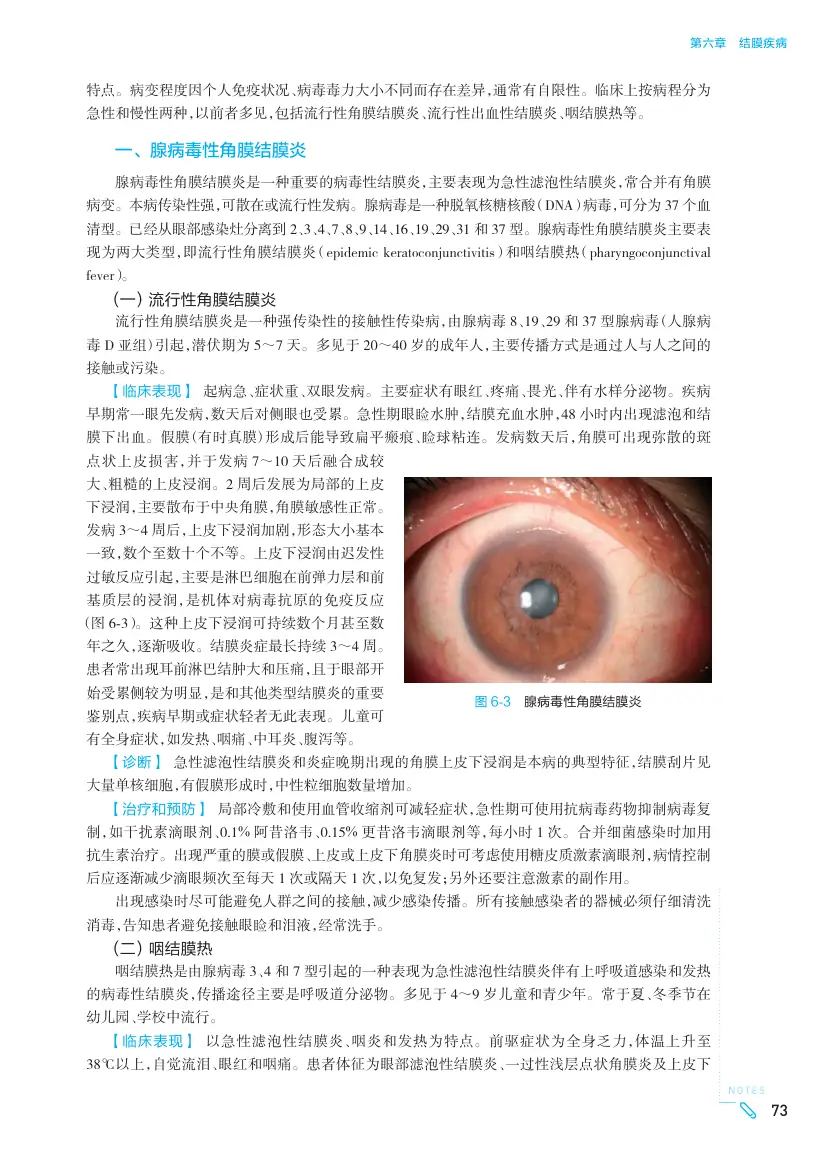 第六章 结膜疾病
特点。病变程度因个人免疫状况、病毒毒力大小不同而存在差异,通常有自限性。临床上按病程分为
急性和慢性两种,以前者多见,包括流行性角膜结膜炎、流行性出血性结膜炎、咽结膜热等。
一、腺病毒性角膜结膜炎
腺病毒性角膜结膜炎是一种重要的病毒性结膜炎,主要表现为急性滤泡性结膜炎,常合并有角膜
病变。本病传染性强,可散在或流行性发病。腺病毒是一种脱氧核糖核酸(DNA)病毒,可分为 37 个血
清型。已经从眼部感染灶分离到 2、3、4、7、8、9、14、16、19、29、31 和 37 型。腺病毒性角膜结膜炎主要表
现为两大类型,即流行性角膜结膜炎(epidemic keratoconjunctivitis)和咽结膜热(pharyngoconjunctival
fever)。
(一)流行性角膜结膜炎
流行性角膜结膜炎是一种强传染性的接触性传染病,由腺病毒 8、19、29 和 37 型腺病毒(人腺病
毒 D 亚组)引起,潜伏期为 5～7 天。多见于 20～40 岁的成年人,主要传播方式是通过人与人之间的
接触或污染。
【临床表现】 起病急、症状重、双眼发病。主要症状有眼红、疼痛、畏光、伴有水样分泌物。疾病
早期常一眼先发病,数天后对侧眼也受累。急性期眼睑水肿,结膜充血水肿,48 小时内出现滤泡和结
膜下出血。假膜(有时真膜)形成后能导致扁平瘢痕、睑球粘连。发病数天后,角膜可出现弥散的斑
点状上皮损害,并于发病 7～10 天后融合成较
大、粗糙的上皮浸润。2 周后发展为局部的上皮
下浸润,主要散布于中央角膜,角膜敏感性正常。
发病 3～4 周后,上皮下浸润加剧,形态大小基本
一致,数个至数十个不等。上皮下浸润由迟发性
过敏反应引起,主要是淋巴细胞在前弹力层和前
基质层的浸润,是机体对病毒抗原的免疫反应
(图 6-3)。这种上皮下浸润可持续数个月甚至数
年之久,逐渐吸收。结膜炎症最长持续 3～4 周。
患者常出现耳前淋巴结肿大和压痛,且于眼部开
始受累侧较为明显,是和其他类型结膜炎的重要
鉴别点,疾病早期或症状轻者无此表现。儿童可
有全身症状,如发热、咽痛、中耳炎、腹泻等。
图 6-3 腺病毒性角膜结膜炎
【诊断】 急性滤泡性结膜炎和炎症晚期出现的角膜上皮下浸润是本病的典型特征,结膜刮片见
大量单核细胞,有假膜形成时,中性粒细胞数量增加。
【治疗和预防】 局部冷敷和使用血管收缩剂可减轻症状,急性期可使用抗病毒药物抑制病毒复
制,如干扰素滴眼剂、0.1% 阿昔洛韦、0.15% 更昔洛韦滴眼剂等,每小时 1 次。合并细菌感染时加用
抗生素治疗。出现严重的膜或假膜、上皮或上皮下角膜炎时可考虑使用糖皮质激素滴眼剂,病情控制
后应逐渐减少滴眼频次至每天 1 次或隔天 1 次,以免复发;另外还要注意激素的副作用。
出现感染时尽可能避免人群之间的接触,减少感染传播。所有接触感染者的器械必须仔细清洗
消毒,告知患者避免接触眼睑和泪液,经常洗手。
(二)咽结膜热
咽结膜热是由腺病毒 3、4 和 7 型引起的一种表现为急性滤泡性结膜炎伴有上呼吸道感染和发热
的病毒性结膜炎,传播途径主要是呼吸道分泌物。多见于 4～9 岁儿童和青少年。常于夏、冬季节在
幼儿园、学校中流行。
【临床表现】 以急性滤泡性结膜炎、咽炎和发热为特点。前驱症状为全身乏力,体温上升至
38℃以上,自觉流泪、眼红和咽痛。患者体征为眼部滤泡性结膜炎、一过性浅层点状角膜炎及上皮下
NOTES
73